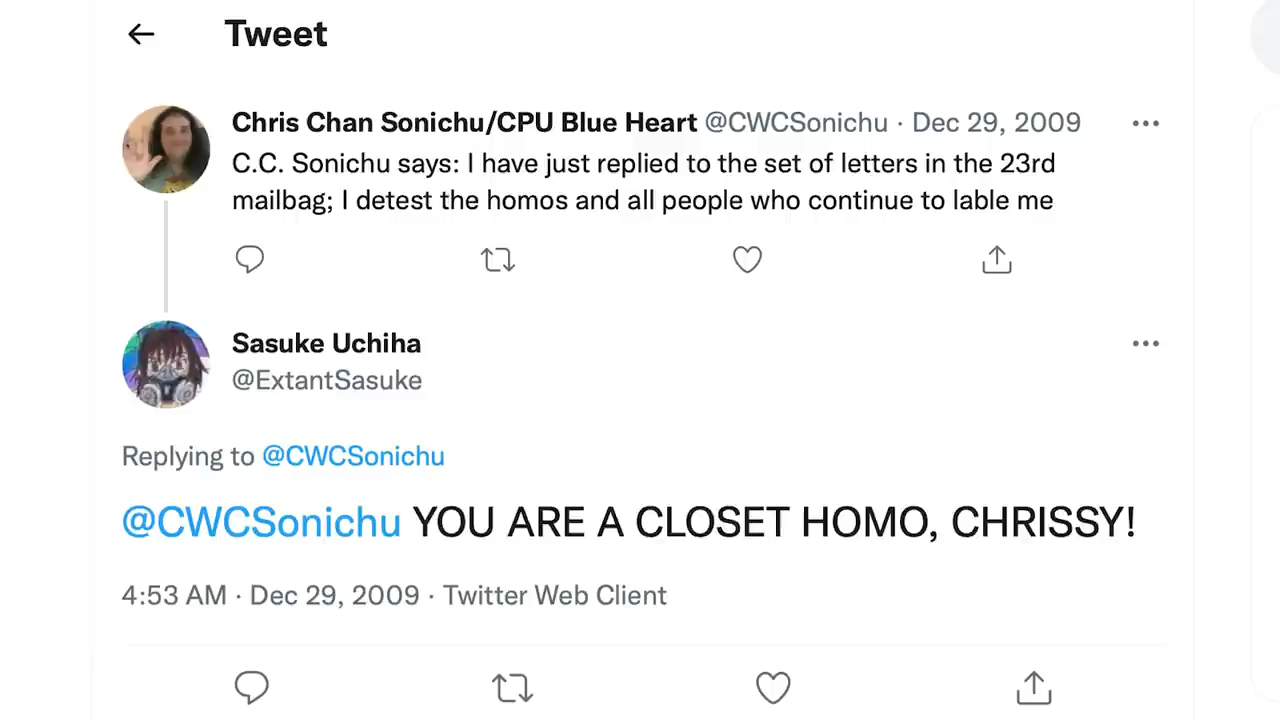 Tweet
Chris Chan Sonichu/CPU Blue Heart @CWCSonichu · Dec 29, 2009
C.C. Sonichu says: I have just replied to the set of letters in the 23rd
mailbag; I detest the homos and all people who continue to lable me
Sasuke Uchiha
@ExtantSasuke
Replying to @CWCSonichu
@CWCSonichu YOU ARE A CLOSET HOMO, CHRISSY!
4:53 AM · Dec 29, 2009 · Twitter Web Client